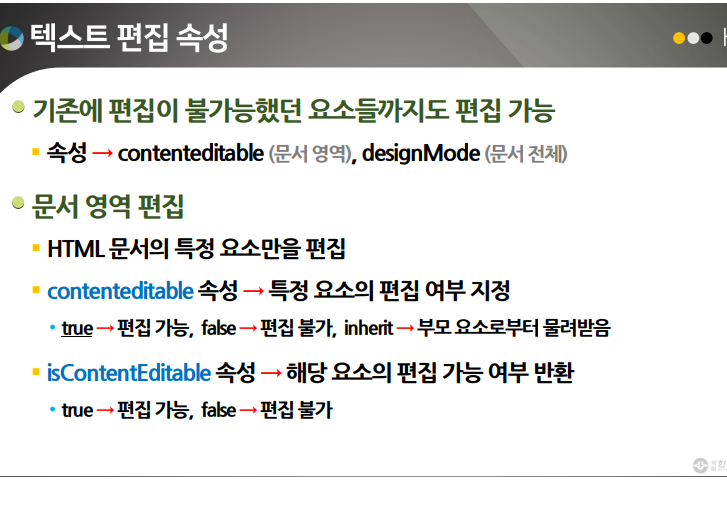 텍스트 편집 속성
기존에 편집이 불가능했던 요소들까지도 편집 가능
속성 → contenteditable (문서 영역), designMode (문서 전체)
문서 영역 편집
HTML 문서의 특정 요소만을 편집
contenteditable 속성 → 특정 요소의 편집 여부 지정
true → 편집 가능, false → 편집 불가, inherit → 부모 요소로부터 물려받음
isContentEditable 속성 → 해당 요소의 편집 가능 여부 반환
true → 편집 가능, false → 편집 불가